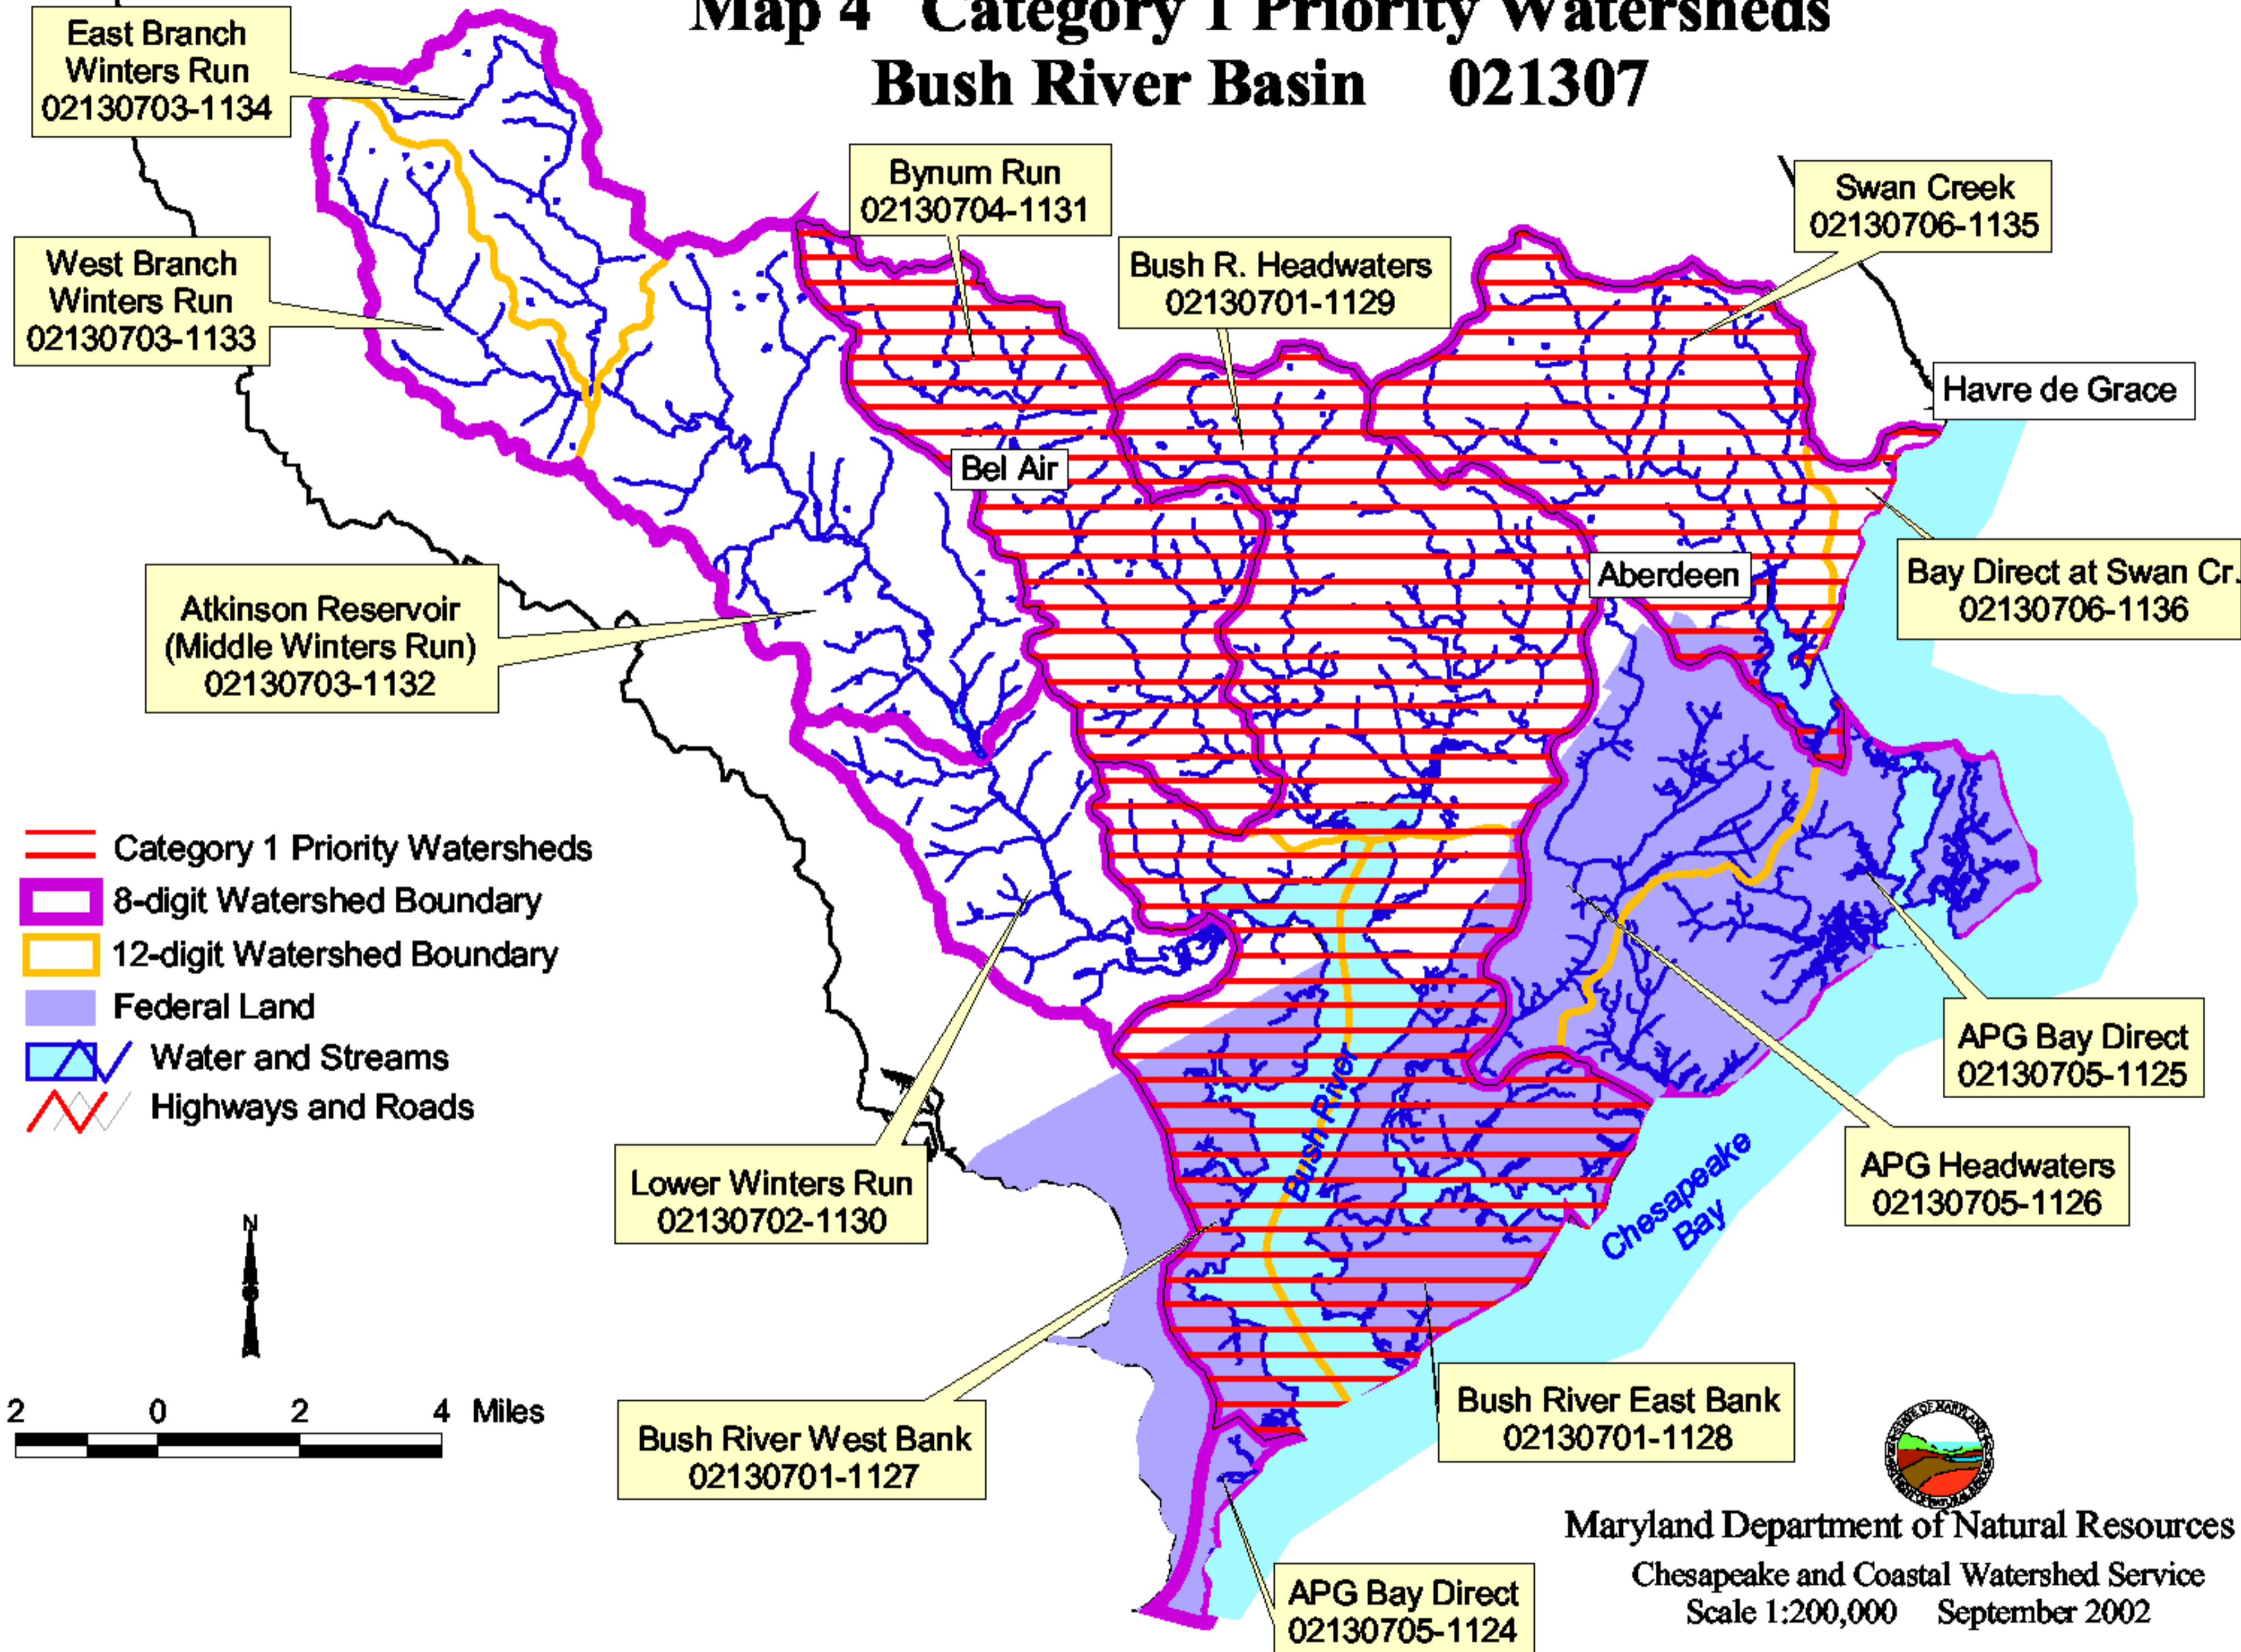 Map 4 Category 1 Priority Watersheds
Bush River Basin 021307
East Branch
Winters Run
02130703-1134
Bynum Run
02130704-1131
Swan Creek
02130706-1135
West Branch
Winters Run
02130703-1133
Bush R. Headwaters
02130701-1129
Havre de Grace
Bel Air
Aberdeen
Bay Direct at Swan Cr.
02130706-1136
Atkinson Reservoir
(Middle Winters Run)
02130703-1132
Category 1 Priority Watersheds
8-digit Watershed Boundary
12-digit Watershed Boundary
Federal Land
Water and Streams
Highways and Roads
APG Bay Direct
02130705-1125
Bush River
Chesapeake
Bay
APG Headwaters
02130705-1126
Lower Winters Run
02130702-1130
N
2 0 2 4 Miles
Bush River West Bank
02130701-1127
Bush River East Bank
02130701-1128
APG Bay Direct
02130705-1124
Maryland Department of Natural Resources
Chesapeake and Coastal Watershed Service
Scale 1:200,000 September 2002